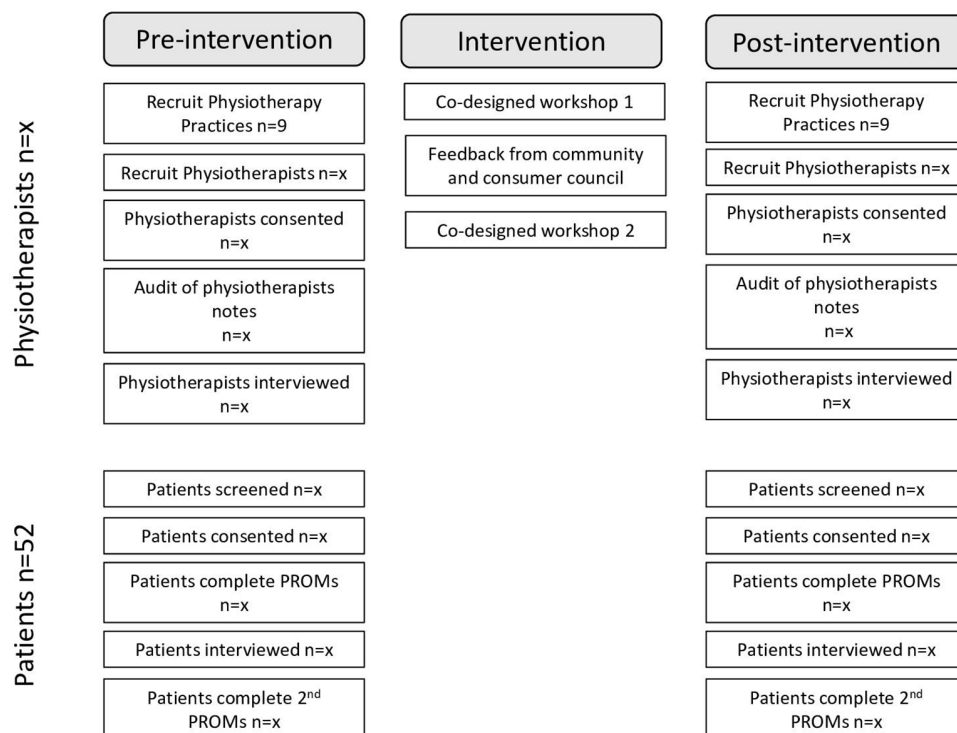 Pre-intervention
Intervention
Post-intervention
Physiotherapists n=x
Recruit Physiotherapy
Practices n=9
Recruit Physiotherapists n=x
Physiotherapists consented
n=x
Audit of physiotherapists
notes
n=x
Physiotherapists interviewed
n=x
Co-designed workshop 1
Feedback from community
and consumer council
Co-designed workshop 2
Recruit Physiotherapy
Practices n=9
Recruit Physiotherapists n=x
Physiotherapists consented
n=x
Audit of physiotherapists
notes
n=x
Physiotherapists interviewed
n=x
Patients n=52
Patients screened n=x
Patients consented n=x
Patients complete PROMs
n=x
Patients interviewed n=x
Patients complete 2nd
PROMs n=x
Patients screened n=x
Patients consented n=x
Patients complete PROMs
n=x
Patients interviewed n=x
Patients complete 2nd
PROMs n=x